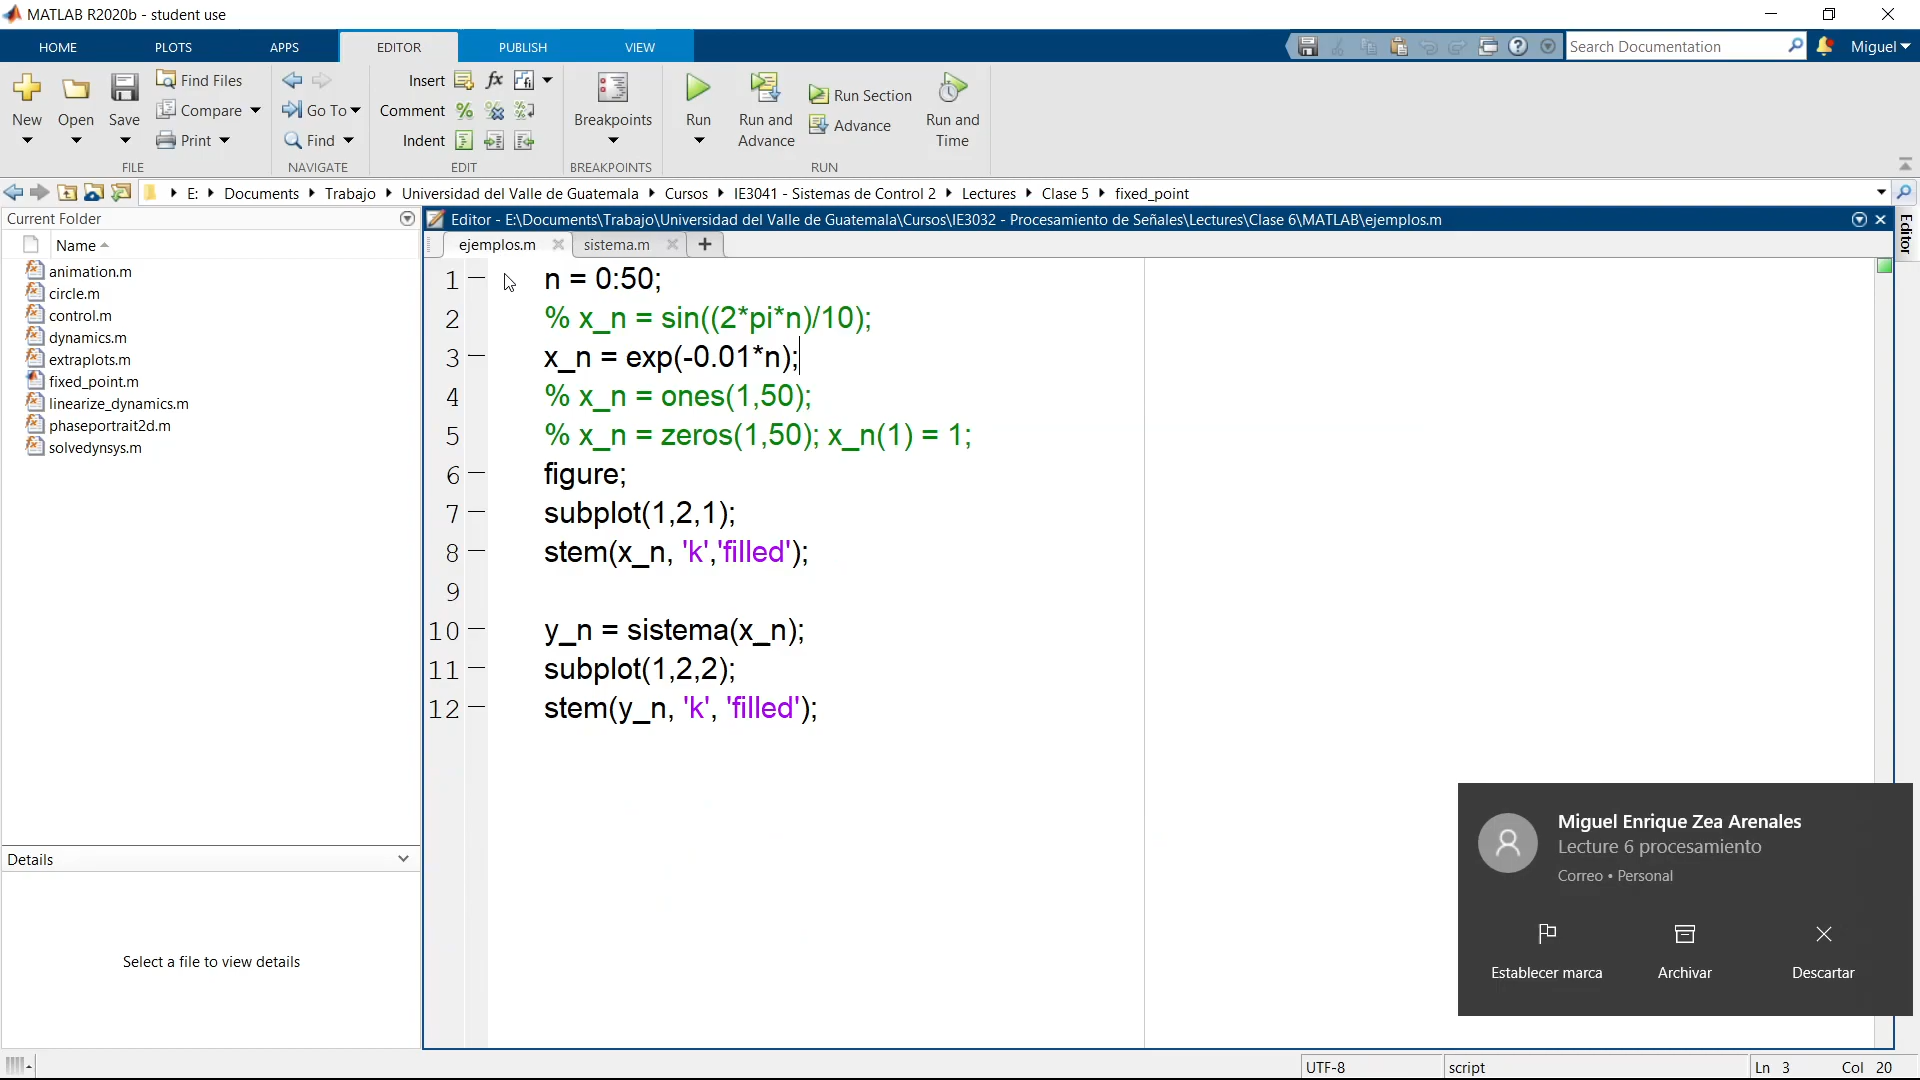 MATLAB R2020b - student use
HOME PLOTS APPS EDITOR PUBLISH VIEW
Search Documentation
Miguel
New
Open
Save
Find Files
Compare
Print
FILE
Go To
Find
NAVIGATE
Insert
Comment
Indent
EDIT
Breakpoints
BREAKPOINTS
Run
Run and Advance
Run Section
Advance
Run and Time
RUN
E: Documents Trabajo Universidad del Valle de Guatemala Cursos IE3041 - Sistemas de Control 2 Lectures Clase 5 fixed_point
Current Folder
Name
animation.m
circle.m
control.m
dynamics.m
extraplots.m
fixed_point.m
linearize_dynamics.m
phaseportrait2d.m
solvedynsys.m
Details
Select a file to view details
Editor - E:\Documents\Trabajo\Universidad del Valle de Guatemala\Cursos\IE3032 - Procesamiento de Señales\Lectures\Clase 6\MATLAB\ejemplos.m
Editor
ejemplos.m sistema.m
1 n = 0:50;
2 % x_n = sin((2*pi*n)/10);
3 x_n = exp(-0.01*n);
4 % x_n = ones(1,50);
5 % x_n = zeros(1,50); x_n(1) = 1;
6 figure;
7 subplot(1,2,1);
8 stem(x_n, 'k','filled');
9
10 y_n = sistema(x_n);
11 subplot(1,2,2);
12 stem(y_n, 'k', 'filled');
Miguel Enrique Zea Arenales
Lecture 6 procesamiento
Correo • Personal
Establecer marca
Archivar
Descartar
UTF-8 script Ln 3 Col 20